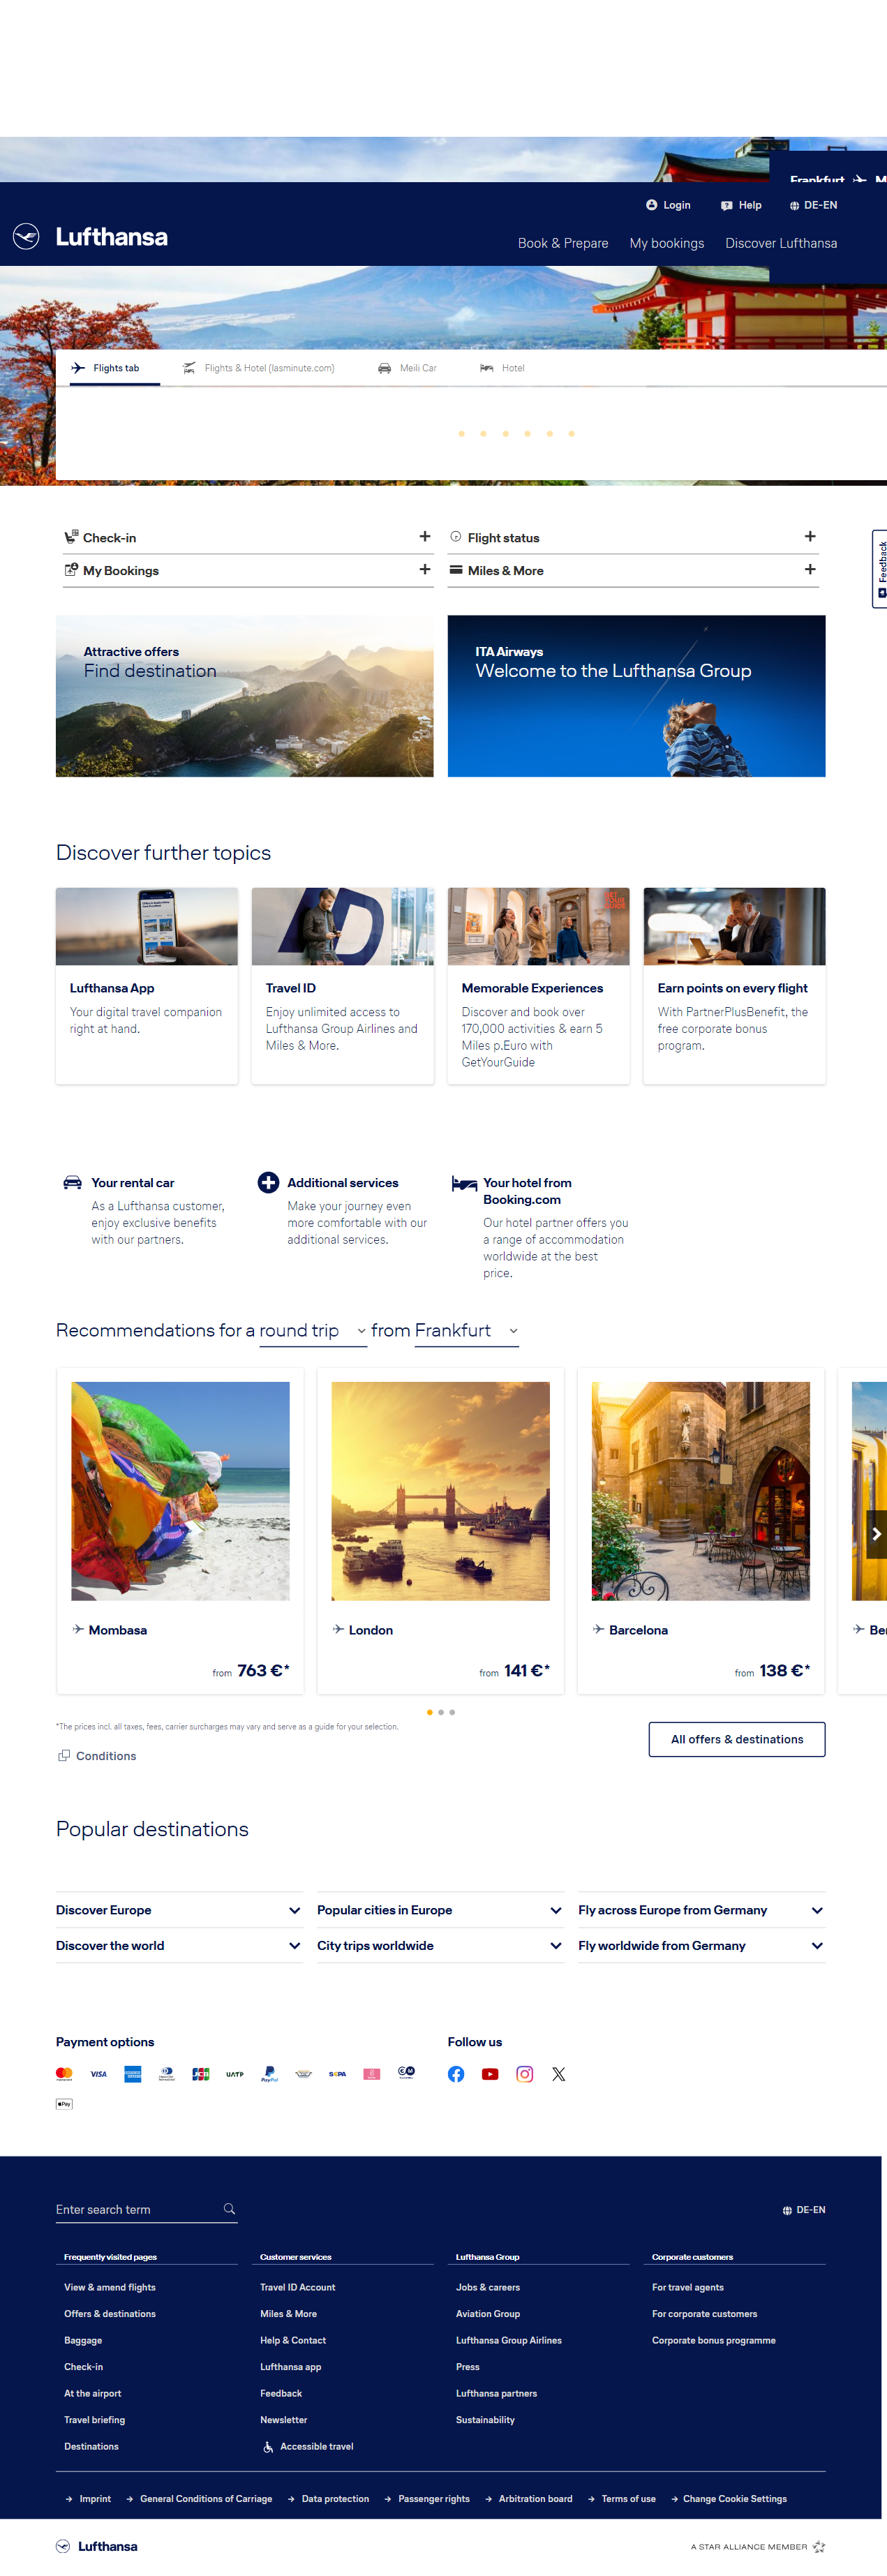 Frankfurt M
Login Help DE-EN
Lufthansa
Book & Prepare My bookings Discover Lufthansa
Flights tab Flights & Hotel (lasminute.com) Meili Car Hotel
Check-in
Flight status
My Bookings
Miles & More
Feedback
Attractive offers
Find destination
ITA Airways
Welcome to the Lufthansa Group
Discover further topics
Lufthansa App
Your digital travel companion
right at hand.
Travel ID
Enjoy unlimited access to
Lufthansa Group Airlines and
Miles & More.
Memorable Experiences
Discover and book over
170,000 activities & earn 5
Miles p.Euro with
GetYourGuide
Earn points on every flight
With PartnerPlusBenefit, the
free corporate bonus
program.
Your rental car
As a Lufthansa customer,
enjoy exclusive benefits
with our partners.
Additional services
Make your journey even
more comfortable with our
additional services.
Your hotel from
Booking.com
Our hotel partner offers you
a range of accommodation
worldwide at the best
price.
Recommendations for a round trip from Frankfurt
Mombasa
from 763 €*
London
from 141 €*
Barcelona
from 138 €*
Ber
*The prices incl. all taxes, fees, carrier surcharges may vary and serve as a guide for your selection.
All offers & destinations
Conditions
Popular destinations
Discover Europe
Popular cities in Europe
Fly across Europe from Germany
Discover the world
City trips worldwide
Fly worldwide from Germany
Payment options
Follow us
VISA
JCB
UATP
PayPal
SEPA
Pay
Enter search term
DE-EN
Frequently visited pages
View & amend flights
Offers & destinations
Baggage
Check-in
At the airport
Travel briefing
Destinations
Customer services
Travel ID Account
Miles & More
Help & Contact
Lufthansa app
Feedback
Newsletter
Accessible travel
Lufthansa Group
Jobs & careers
Aviation Group
Lufthansa Group Airlines
Press
Lufthansa partners
Sustainability
Corporate customers
For travel agents
For corporate customers
Corporate bonus programme
Imprint General Conditions of Carriage Data protection Passenger rights Arbitration board Terms of use Change Cookie Settings
Lufthansa
A STAR ALLIANCE MEMBER